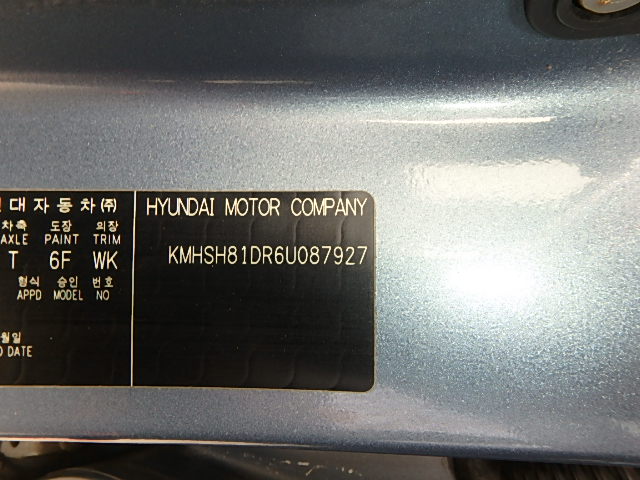 대자동차㈜ HYUNDAI MOTOR COMPANY
차축 도장 의장
AXLE PAINT TRIM
T 6F WK KMHSH81DR6U087927
형식 승인 번호
APPD MODEL NO
월일
DATE